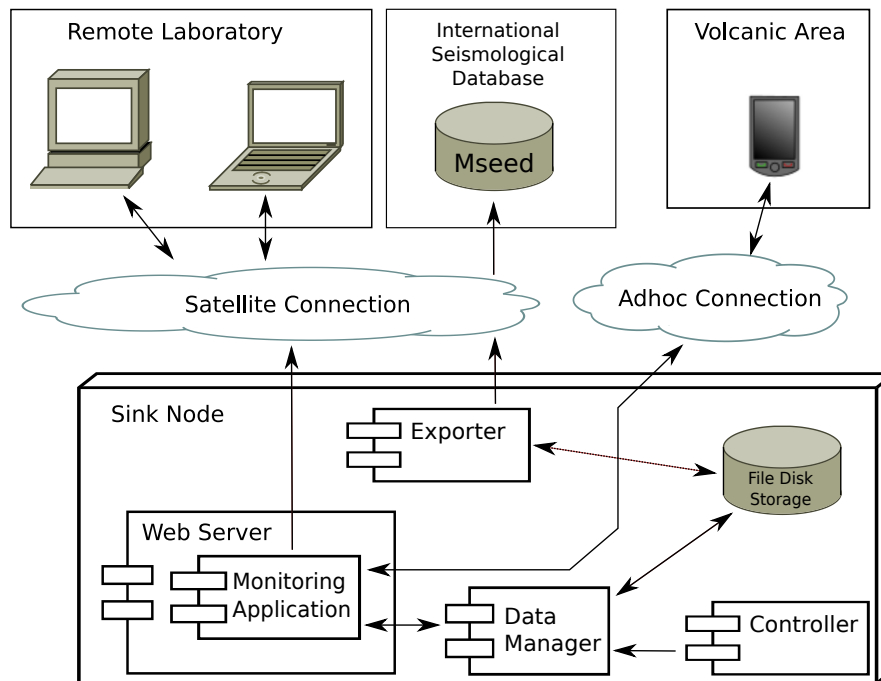 Remote Laboratory
International
Seismological
Database
Mseed
Volcanic Area
Satellite Connection
Adhoc Connection
Sink Node
Exporter
File Disk
Storage
Web Server
Monitoring
Application
Data
Manager
Controller